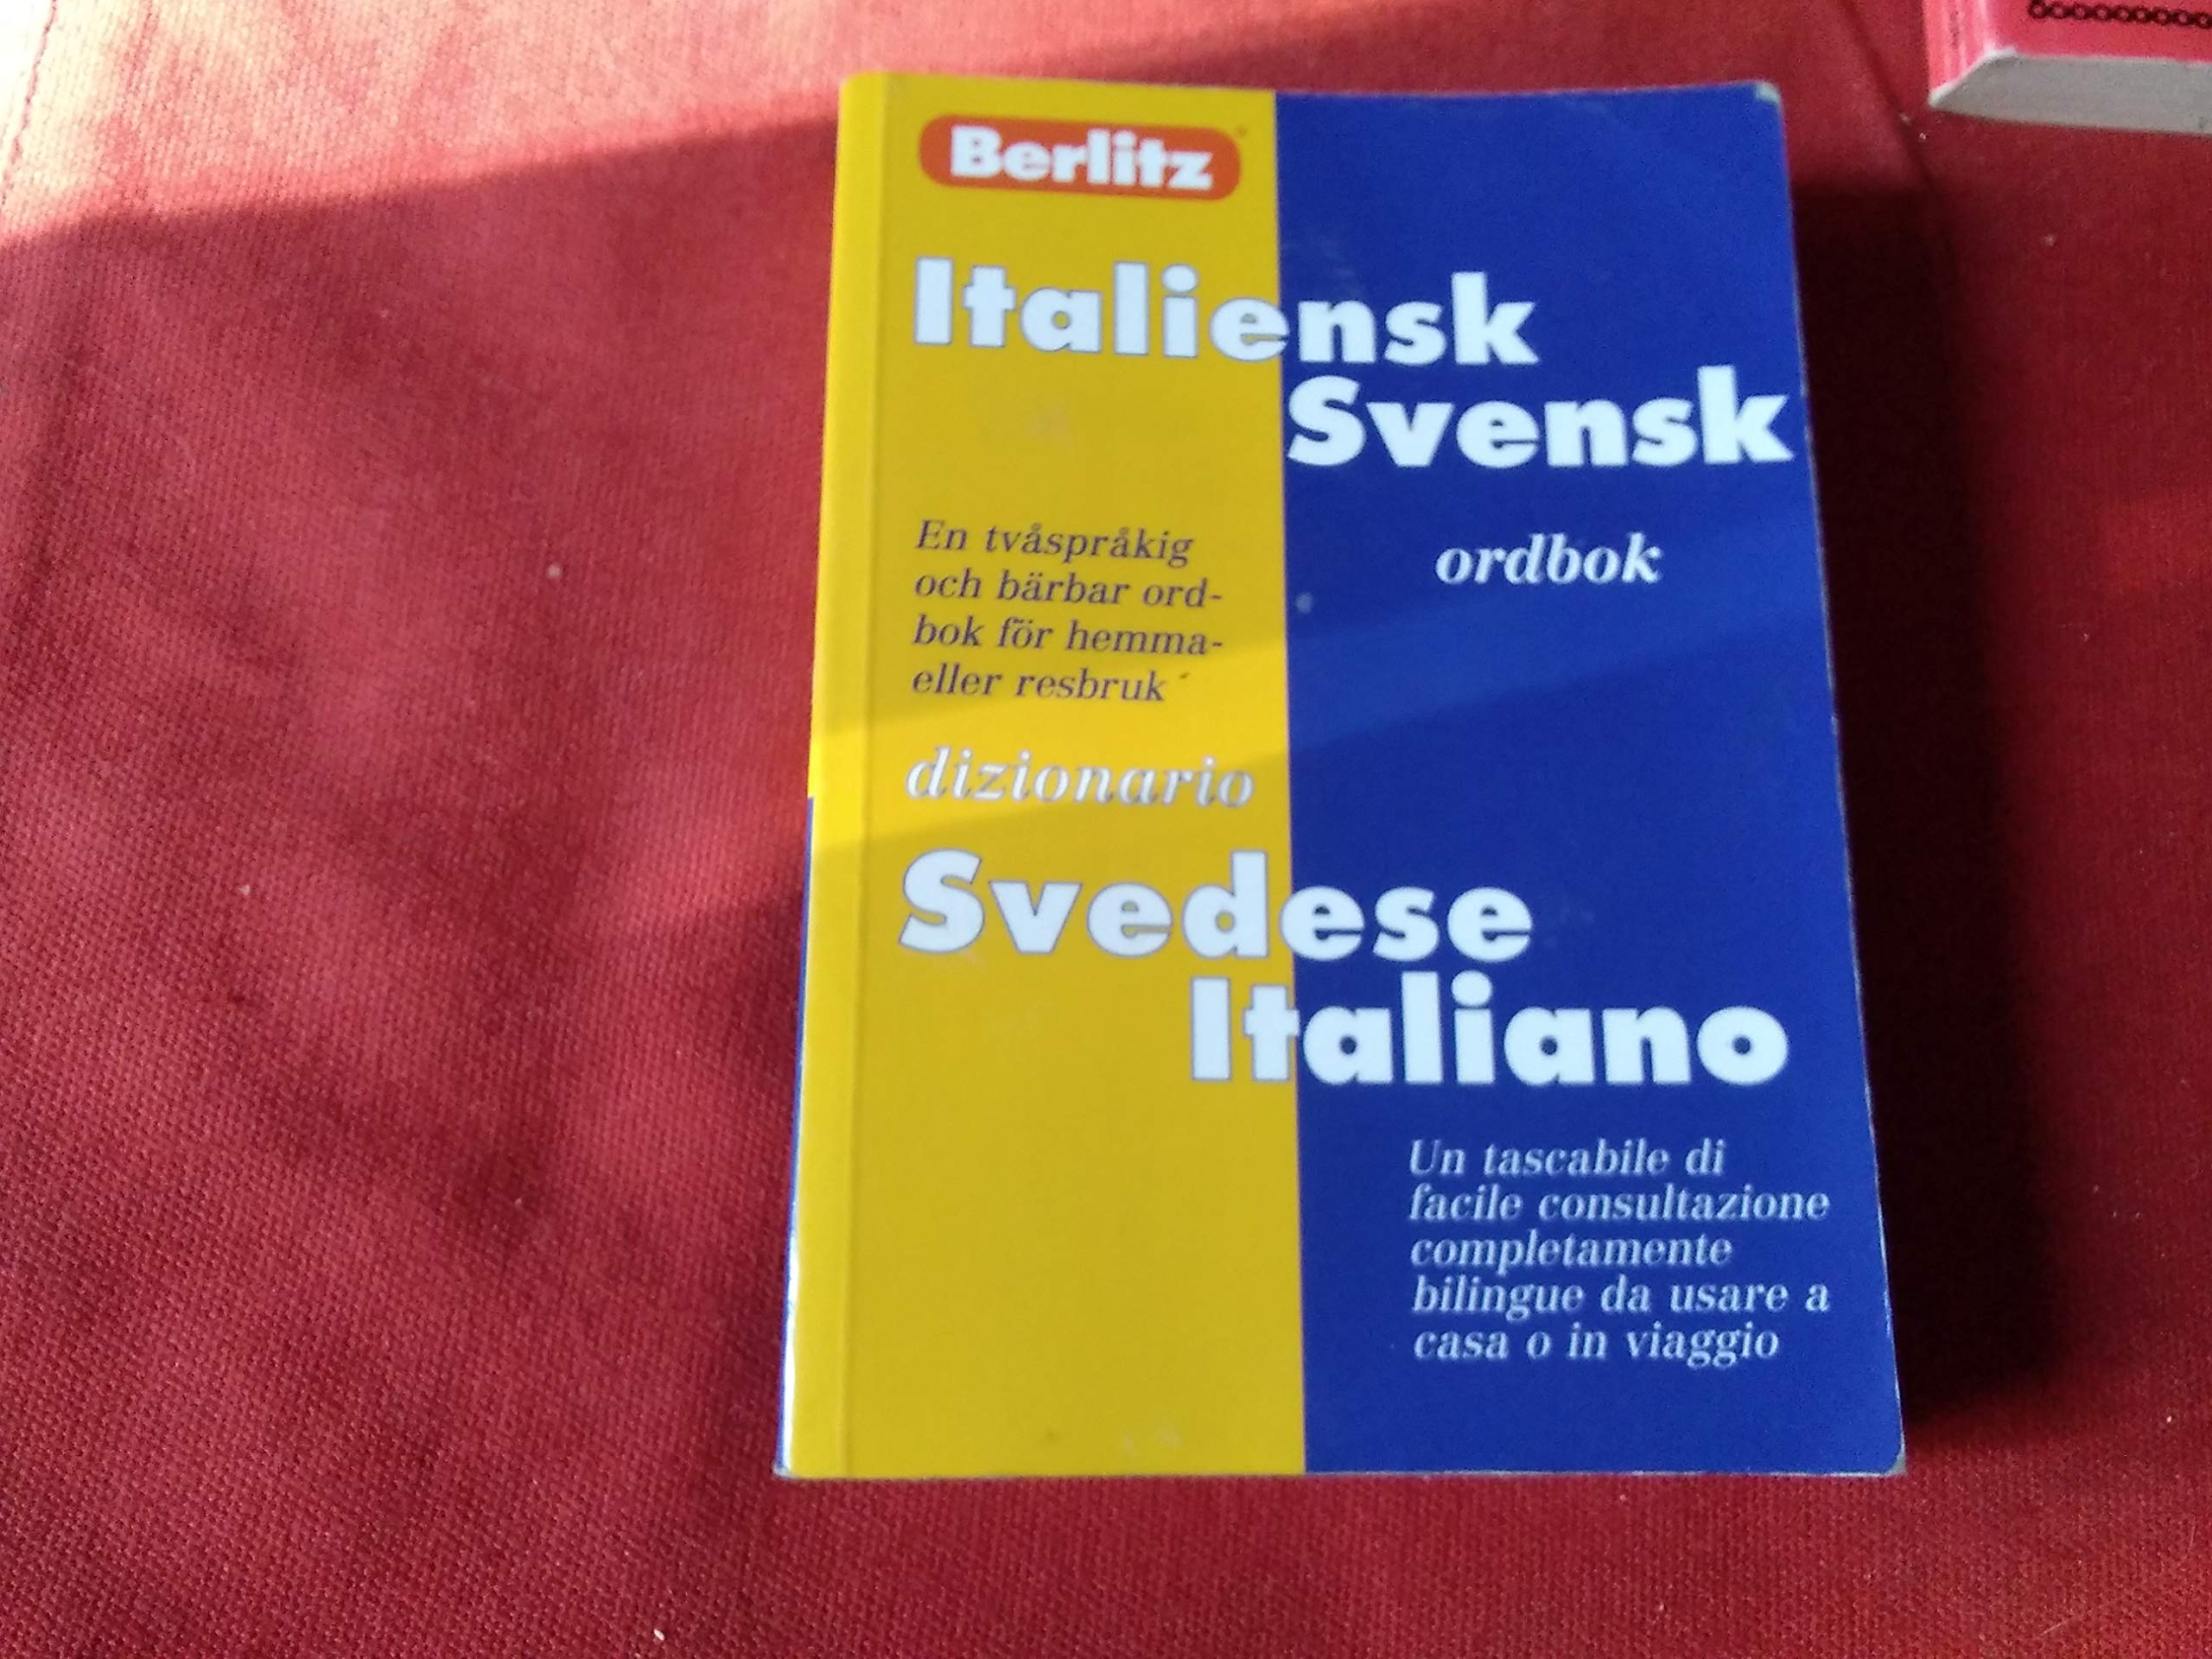 Berlitz
Italiensk
Svensk
ordbok
En tvåspråkig
och bärbar ord-
bok för hemma-
eller resbruk
dizionario
Svedese
Italiano
Un tascabile di
facile consultazione
completamente
bilingue da usare a
casa o in viaggio